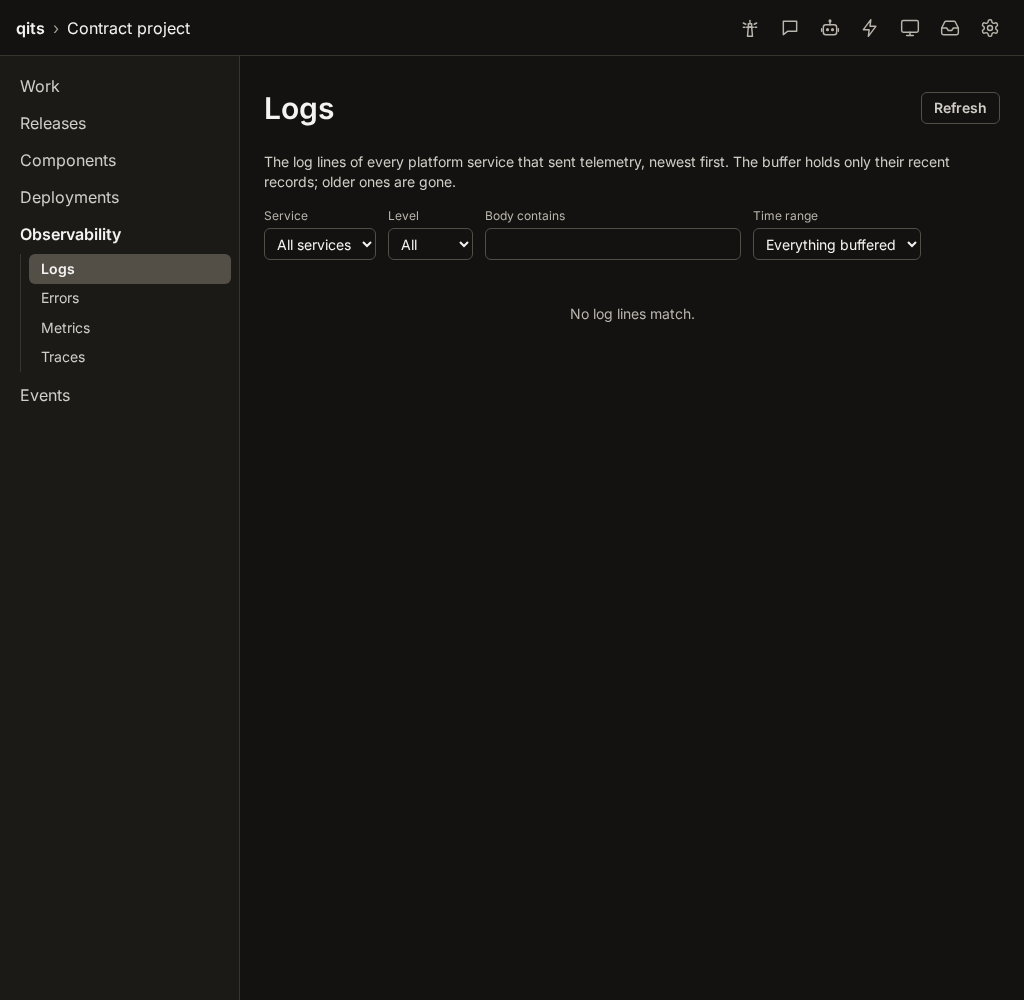 qits › Contract project
Work
Releases
Components
Deployments
Observability
Logs
Errors
Metrics
Traces
Events
Logs
Refresh
The log lines of every platform service that sent telemetry, newest first. The buffer holds only their recent
records; older ones are gone.
Service Level Body contains Time range
All services All Everything buffered
No log lines match.